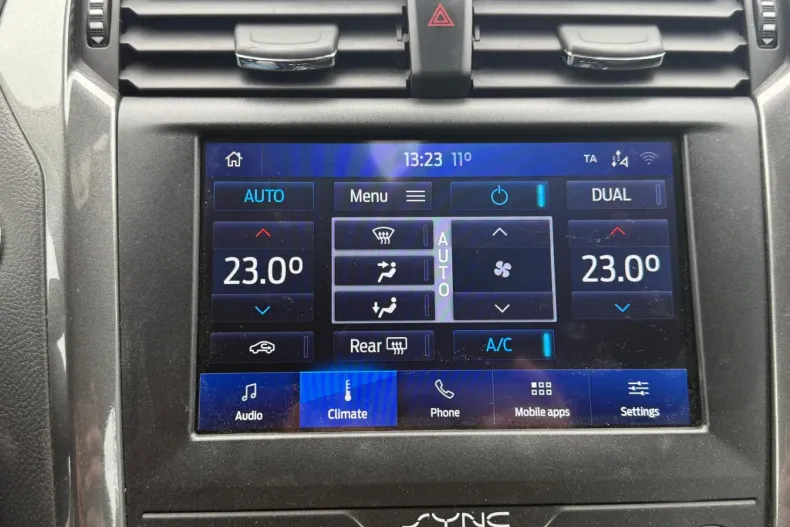 13:23 11° TA
AUTO Menu DUAL
AUTO
23.0° 23.0°
Rear A/C
Audio Climate Phone Mobile apps Settings
SYNC